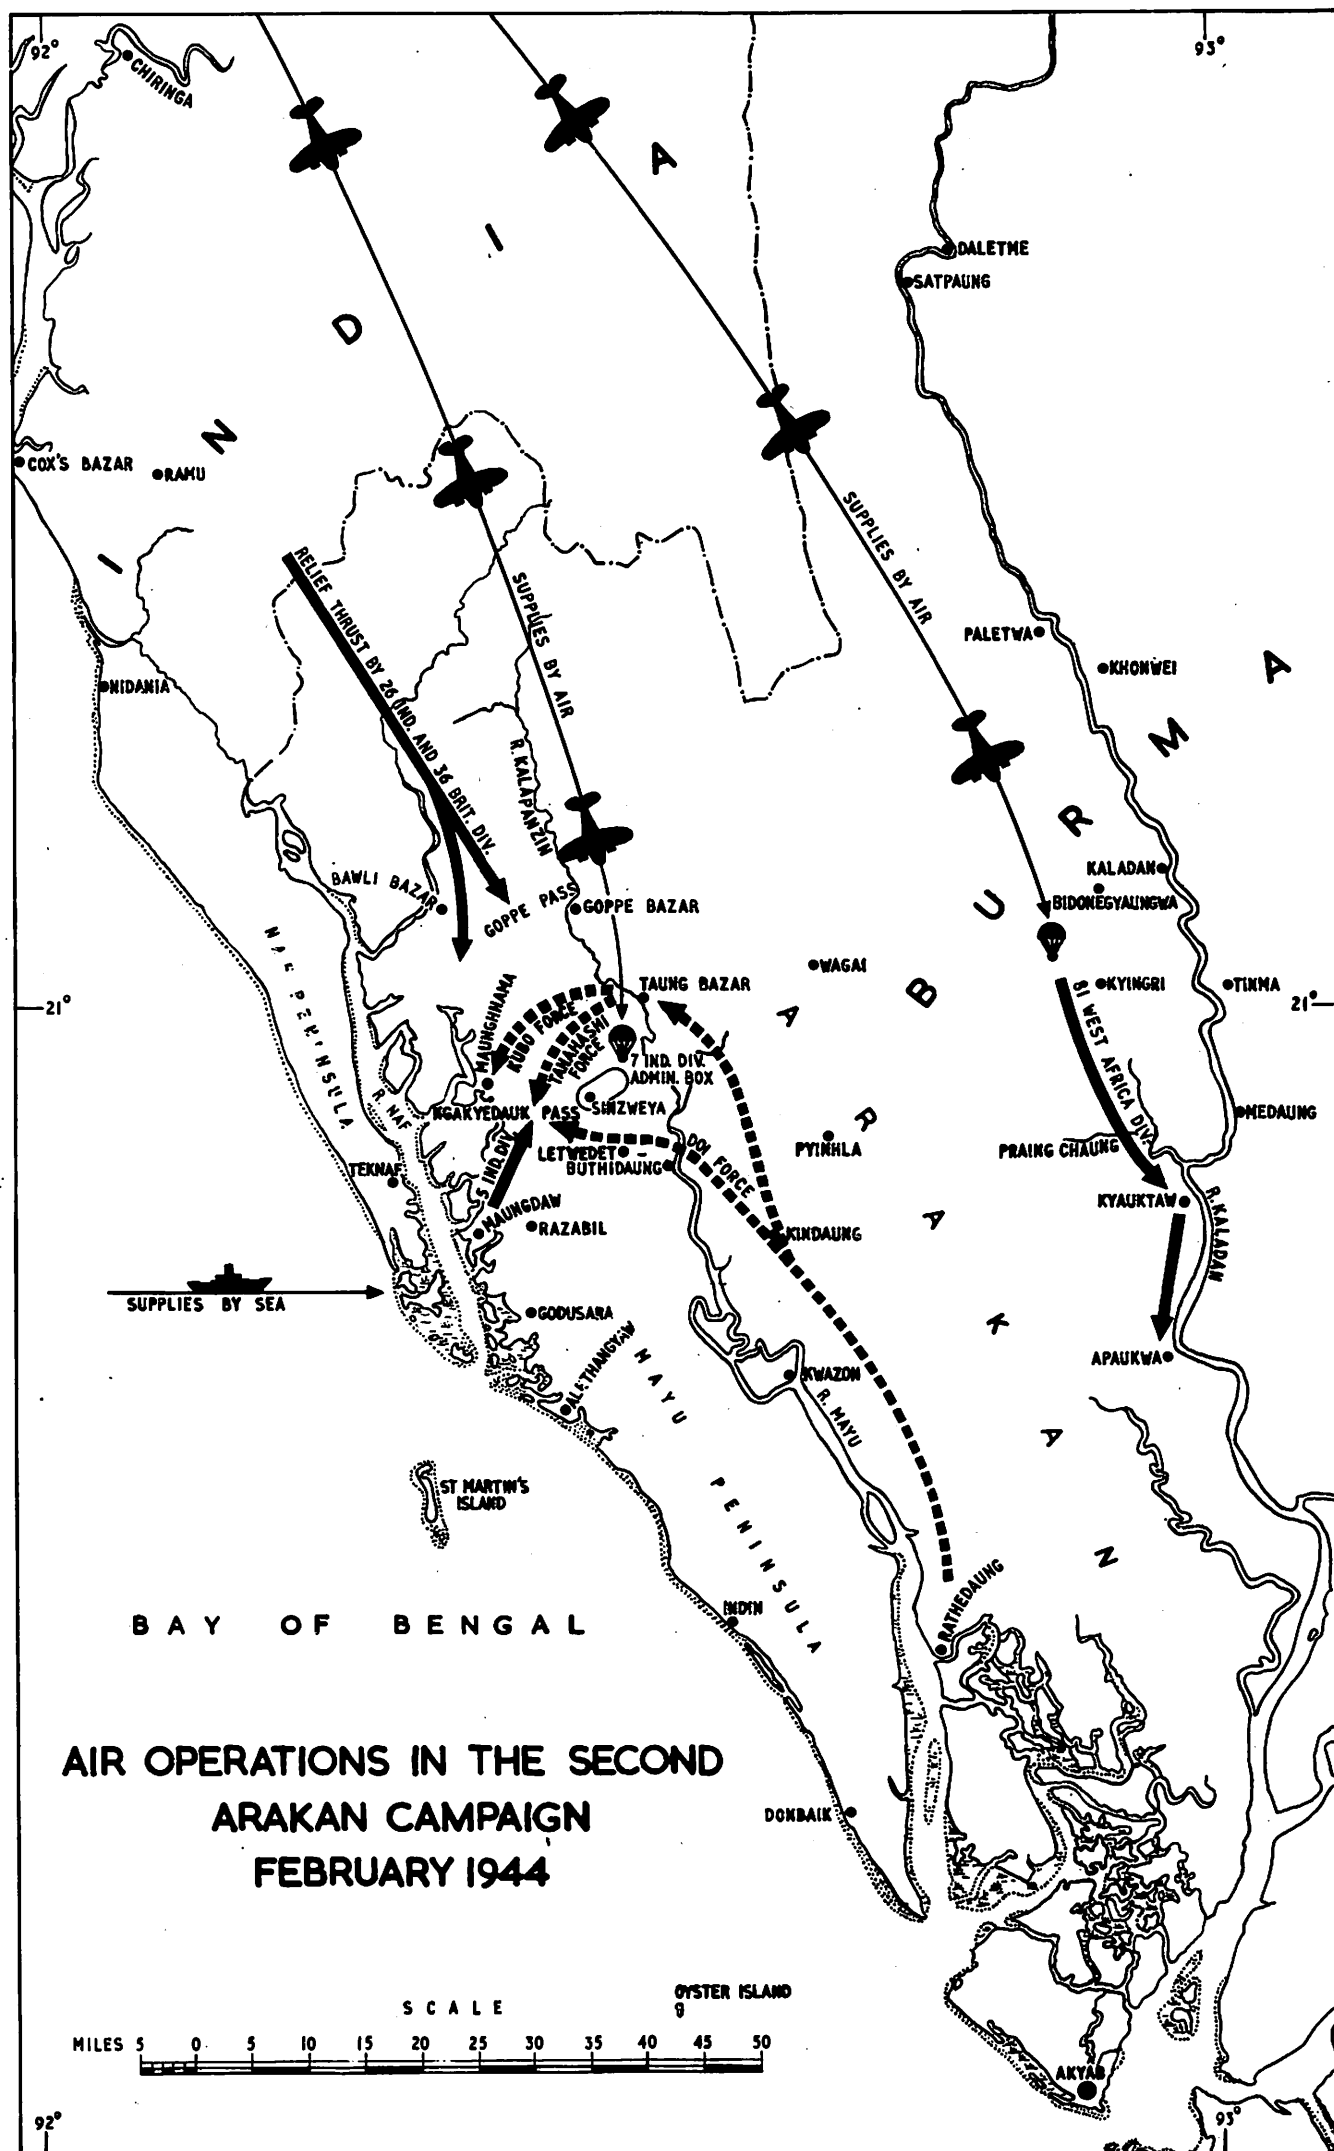 92°
93°
CHIRINGA
INDIA
DALETME
SATPAUNG
COX'S BAZAR
RAMU
RELIEF THRUST BY 26 IND. AND 36 BRIT. DIV.
SUPPLIES BY AIR
SUPPLIES BY AIR
PALETWA
KHONWEI
NIDANIA
BURMA
R. KALAPANZIN
KALADAN
BIDONEGYAUNGWA
BAWLI BAZAR
GOPPE PASS
GOPPE BAZAR
WAGAI
KYINGRI
TINMA
21°
21°
TAUNG BAZAR
MAUNGHNAMA
KUBO FORCE
TANAHASHI
FORCE
7 IND. DIV.
ADMIN. BOX
SINZWEYA
81 WEST AFRICA DIV.
NAF PENINSULA
R. NAF
NGAKYEDAUK PASS
MEDAUNG
LETWEDET
BUTHIDAUNG
DOI FORCE
PYINHLA
PRAING CHAUNG
5 IND. DIV.
TEKNAF
MAUNGDAW
RAZABIL
KINDAUNG
KYAUKTAW
R. KALADAN
ARAKAN
SUPPLIES BY SEA
GODUSARA
ALETHANGYAW
APAUKWA
KWAZON
R. MAYU
MAYU PENINSULA
ST MARTIN'S
ISLAND
RATHEDAUNG
INDIN
BAY OF BENGAL
AIR OPERATIONS IN THE SECOND
ARAKAN CAMPAIGN
FEBRUARY 1944
DONBAIK
OYSTER ISLAND
SCALE
MILES 5 0 5 10 15 20 25 30 35 40 45 50
AKYAB
92°
93°